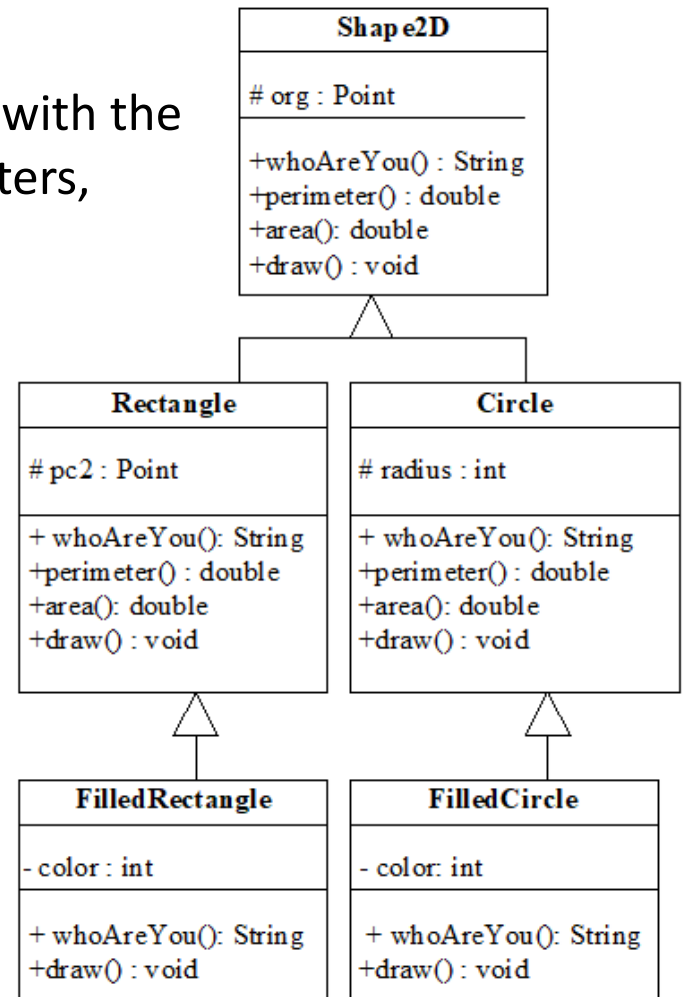 with the
ters,
Shape2D
# org : Point
+whoAreYou() : String
+perimeter() : double
+area(): double
+draw() : void
Rectangle
# pc2 : Point
+ whoAreYou(): String
+perimeter() : double
+area(): double
+draw() : void
Circle
# radius : int
+ whoAreYou(): String
+perimeter() : double
+area(): double
+draw() : void
FilledRectangle
- color : int
+ whoAreYou(): String
+draw() : void
FilledCircle
- color: int
+ whoAreYou(): String
+draw() : void